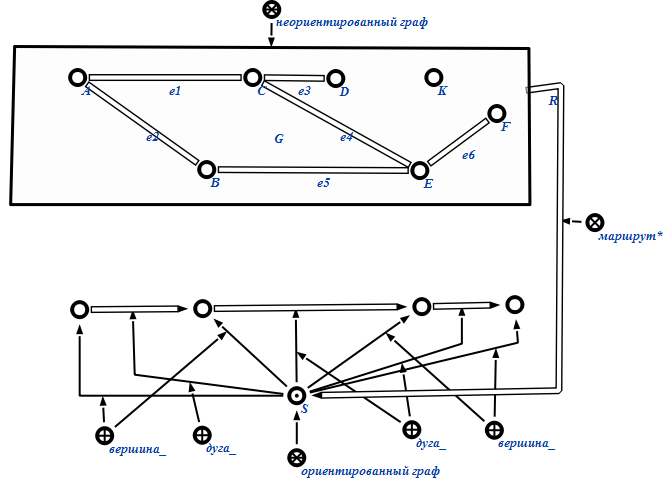 неориентированный граф
A
e1
C
e3
D
K
R
e2
G
e4
F
B
e5
E
e6
маршрут*
S
вершина_
дуга_
дуга_
вершина_
ориентированный граф